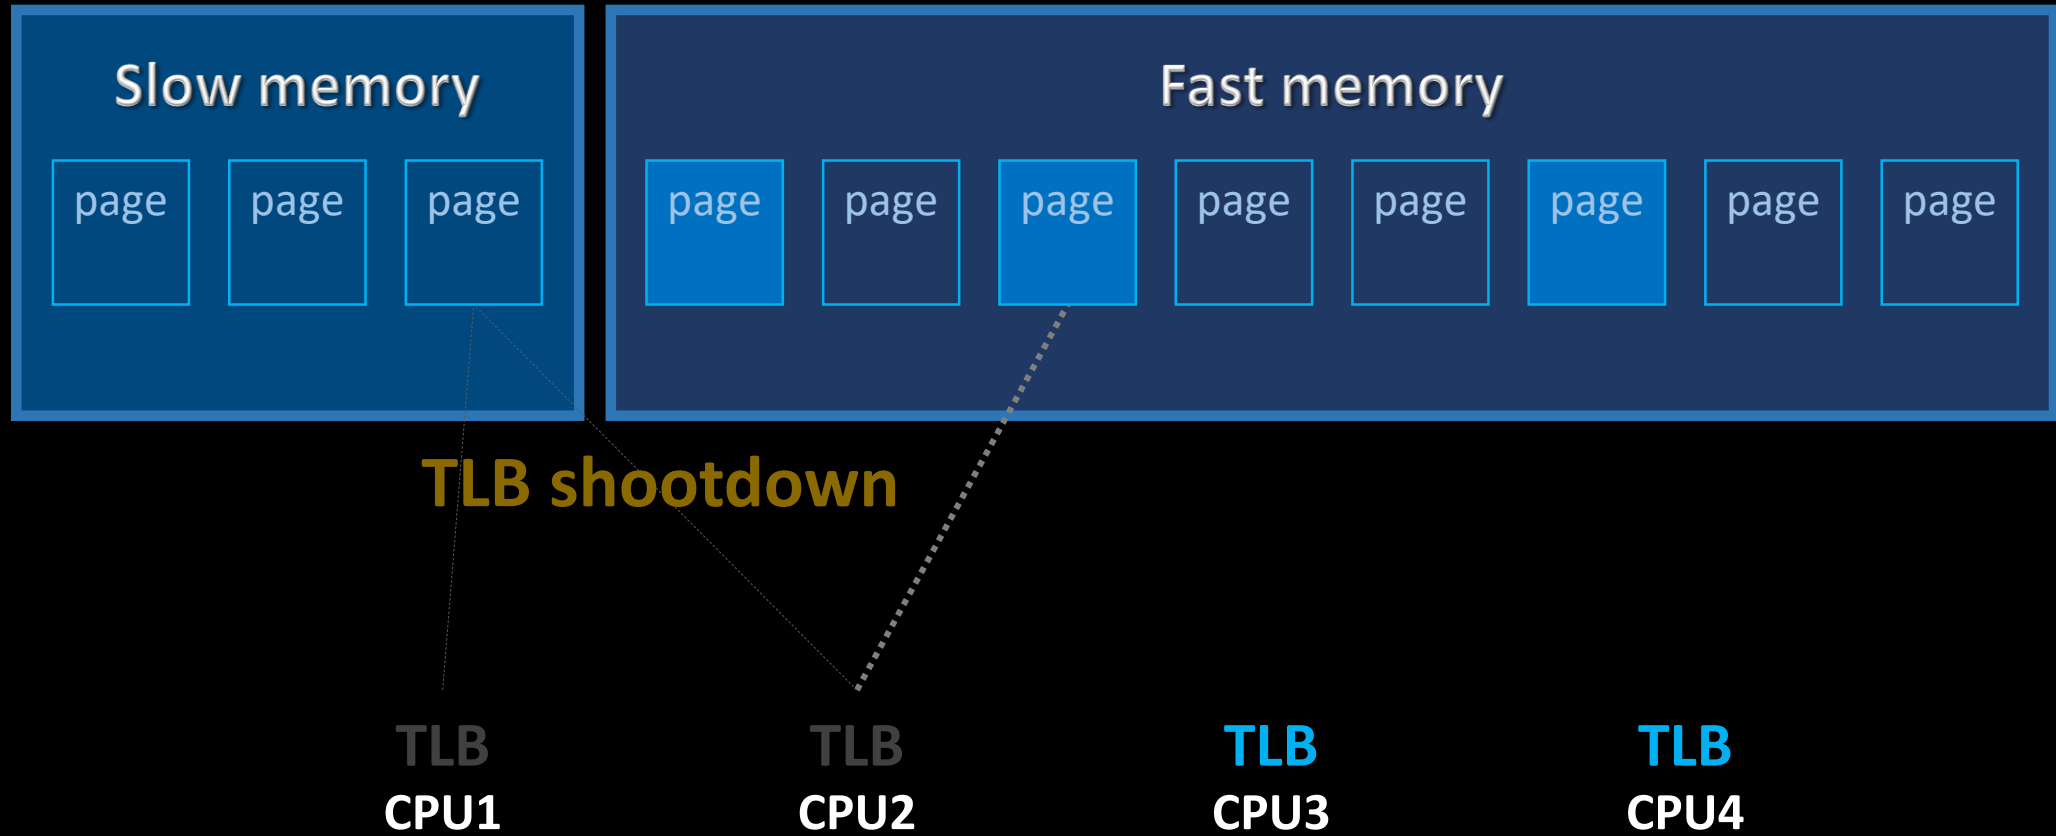 Slow memory
Fast memory
page page page page page page page page page page page
TLB shootdown
TLB TLB TLB TLB
CPU1 CPU2 CPU3 CPU4